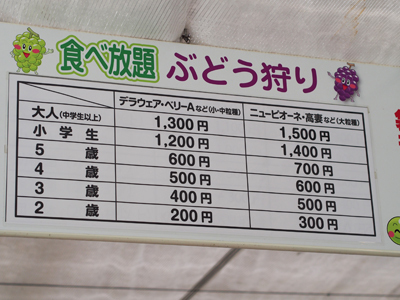 食べ放題 ぶどう狩り
デラウェア・ベリーAなど(小・中粒種) ニューピオーネ・高妻など(大粒種)
大人(中学生以上) 1,300円 1,500円
小学生 1,200円 1,400円
5歳 600円 700円
4歳 500円 600円
3歳 400円 500円
2歳 200円 300円